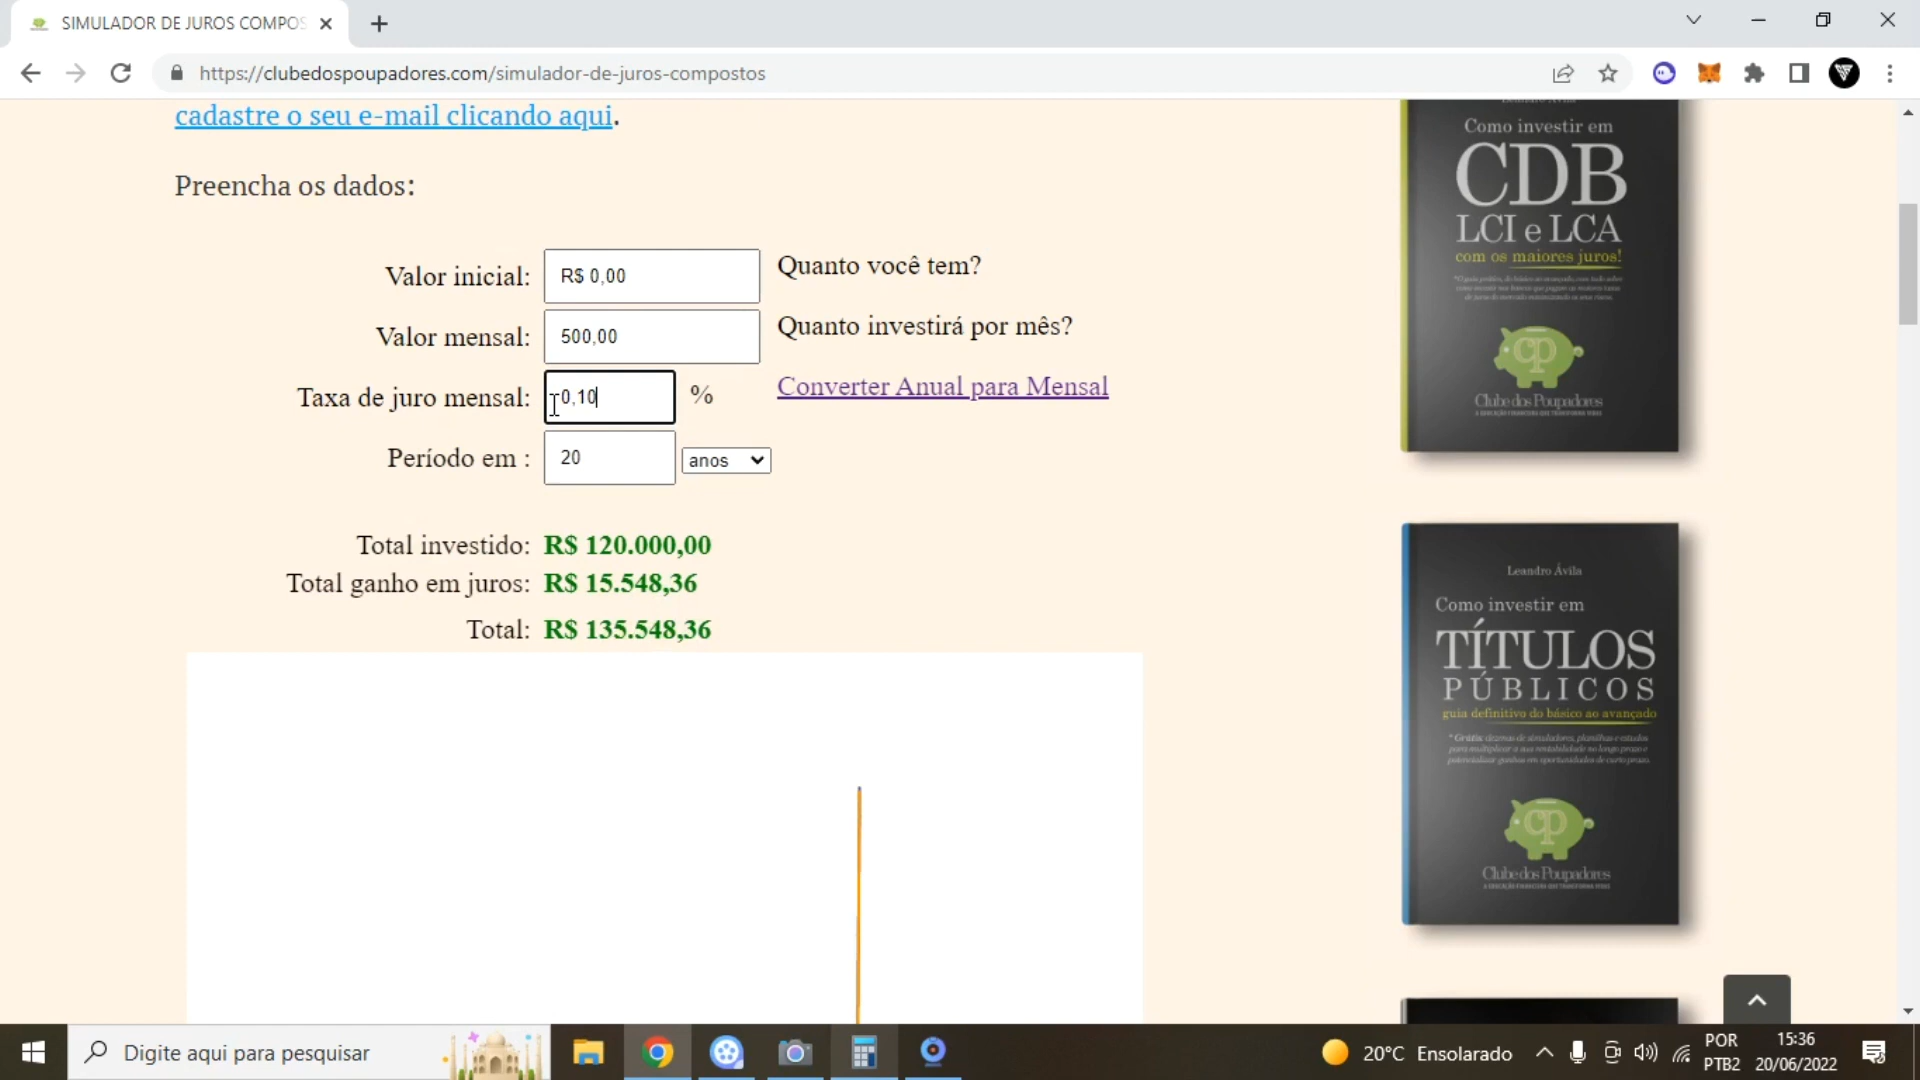 SIMULADOR DE JUROS COMPOS
https://clubedospoupadores.com/simulador-de-juros-compostos
cadastre o seu e-mail clicando aqui.
Preencha os dados:
Valor inicial: R$ 0,00 Quanto você tem?
Valor mensal: 500,00 Quanto investirá por mês?
Taxa de juro mensal: 0,10 % Converter Anual para Mensal
Período em : 20 anos
Total investido: R$ 120.000,00
Total ganho em juros: R$ 15.548,36
Total: R$ 135.548,36
Como investir em
CDB
LCI e LCA
com os maiores juros!
cp
Clube dos Poupadores
Leandro Ávila
Como investir em
TÍTULOS
PÚBLICOS
guia definitivo do básico ao avançado
cp
Clube dos Poupadores
Digite aqui para pesquisar
20°C Ensolarado
POR
PTB2
15:36
20/06/2022